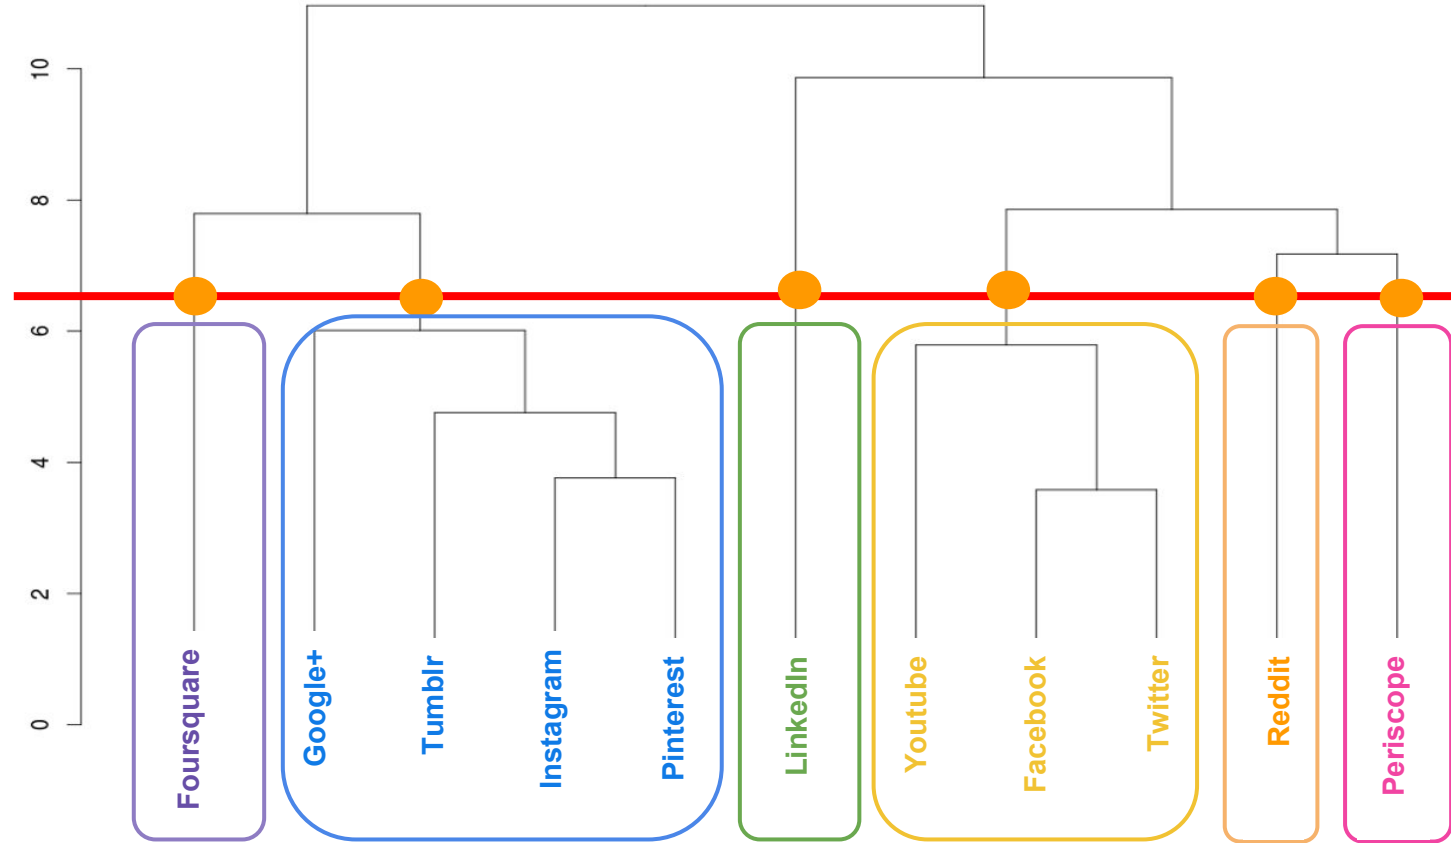 10
8
6
4
2
0
Foursquare
Google+
Tumblr
Instagram
Pinterest
LinkedIn
Youtube
Facebook
Twitter
Reddit
Periscope